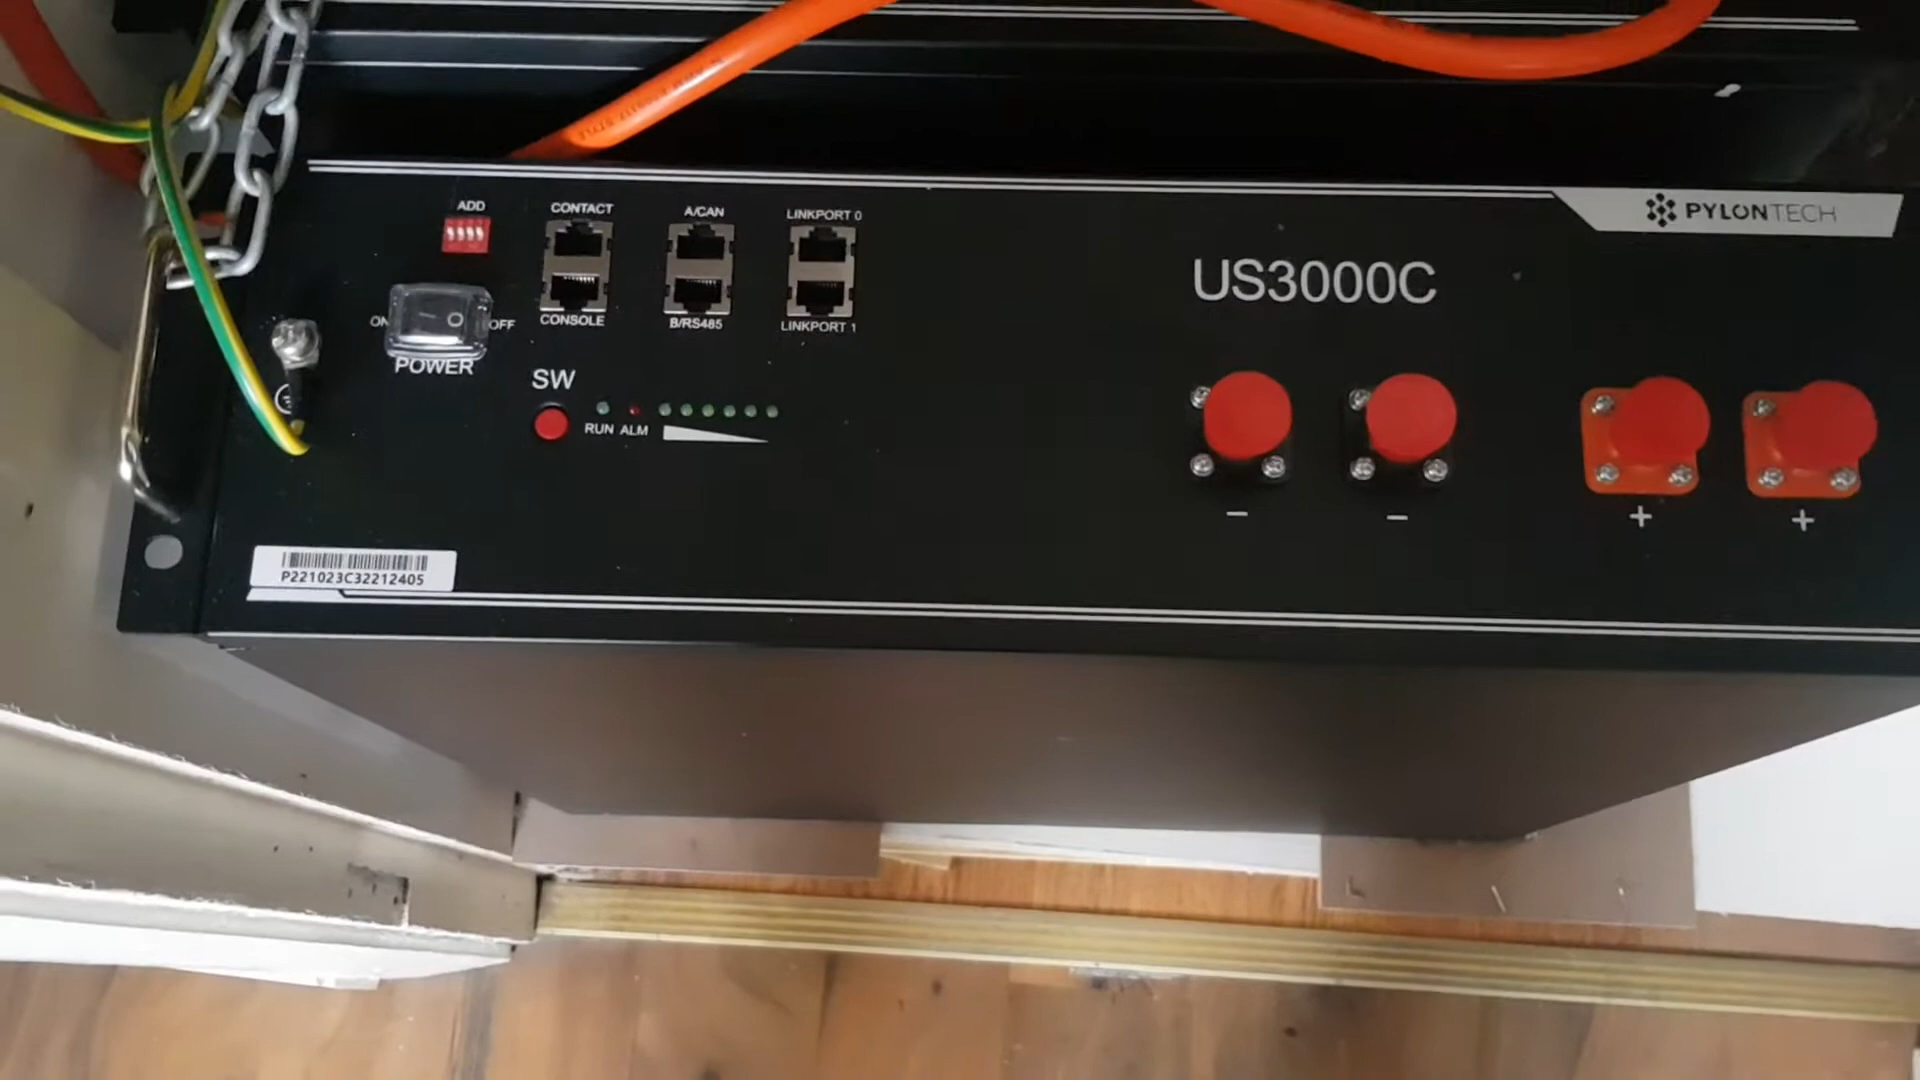 PYLONTECH
ADD
CONTACT
A/CAN
LINKPORT 0
US3000C
ON
OFF
CONSOLE
B/RS485
LINKPORT 1
POWER
SW
RUN ALM
− − + +
P221023C32212405